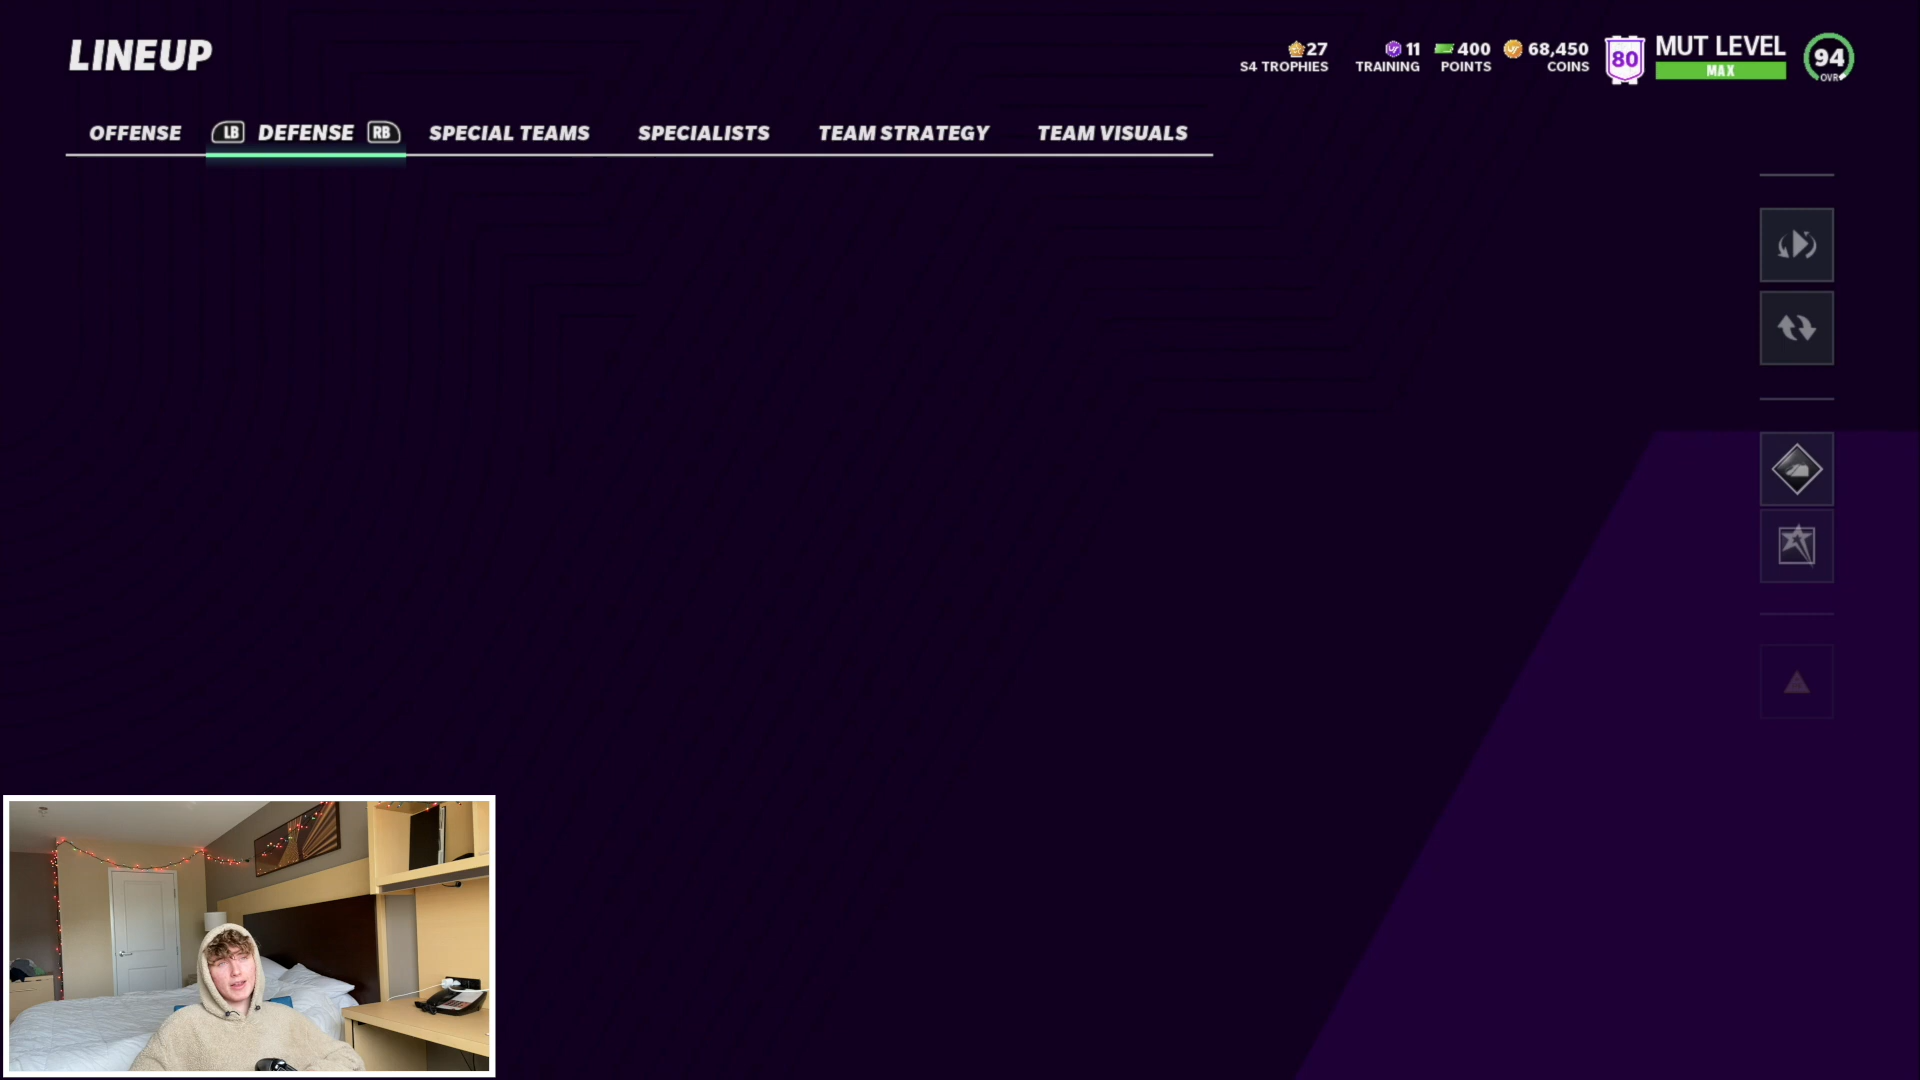 LINEUP
27
S4 TROPHIES
11
TRAINING
400
POINTS
68,450
COINS
80
MUT LEVEL
MAX
94
OVR
OFFENSE
LB
DEFENSE
RB
SPECIAL TEAMS
SPECIALISTS
TEAM STRATEGY
TEAM VISUALS